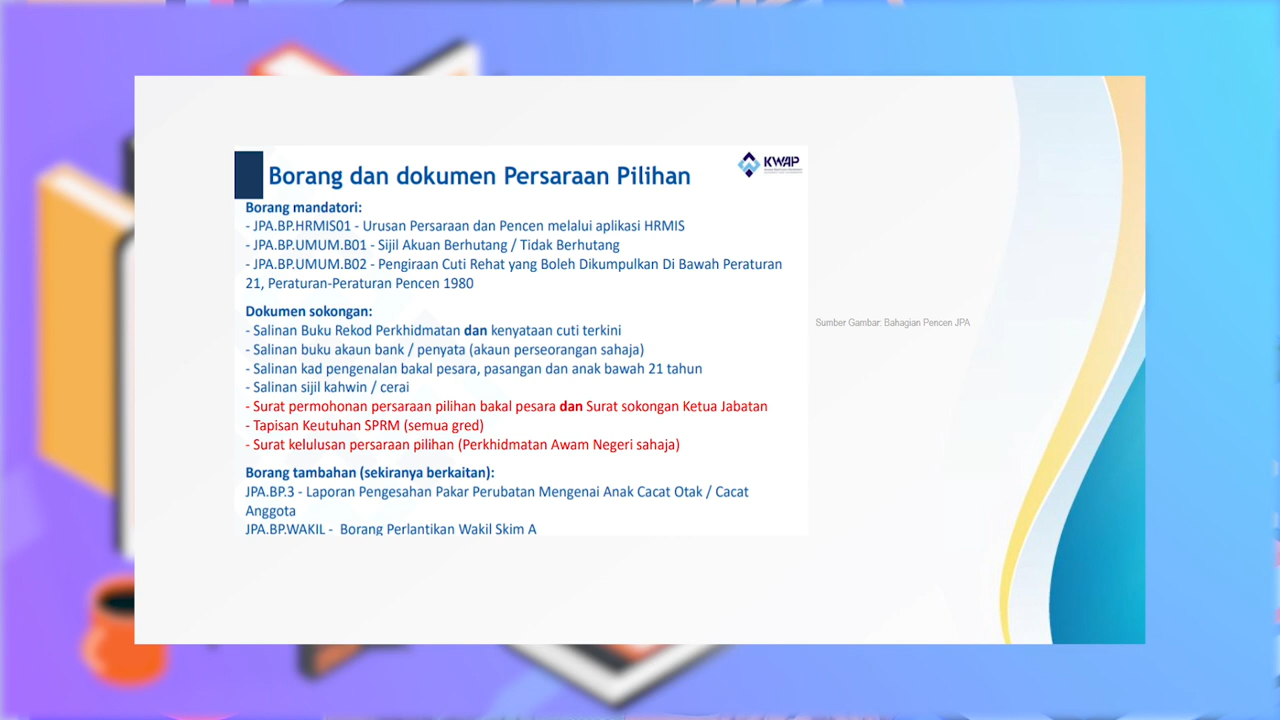 Borang dan dokumen Persaraan Pilihan
KWAP
Borang mandatori:
- JPA.BP.HRMIS01 - Urusan Persaraan dan Pencen melalui aplikasi HRMIS
- JPA.BP.UMUM.B01 - Sijil Akuan Berhutang / Tidak Berhutang
- JPA.BP.UMUM.B02 - Pengiraan Cuti Rehat yang Boleh Dikumpulkan Di Bawah Peraturan
21, Peraturan-Peraturan Pencen 1980
Dokumen sokongan:
- Salinan Buku Rekod Perkhidmatan dan kenyataan cuti terkini
- Salinan buku akaun bank / penyata (akaun perseorangan sahaja)
- Salinan kad pengenalan bakal pesara, pasangan dan anak bawah 21 tahun
- Salinan sijil kahwin / cerai
- Surat permohonan persaraan pilihan bakal pesara dan Surat sokongan Ketua Jabatan
- Tapisan Keutuhan SPRM (semua gred)
- Surat kelulusan persaraan pilihan (Perkhidmatan Awam Negeri sahaja)
Borang tambahan (sekiranya berkaitan):
JPA.BP.3 - Laporan Pengesahan Pakar Perubatan Mengenai Anak Cacat Otak / Cacat
Anggota
JPA.BP.WAKIL - Borang Perlantikan Wakil Skim A
Sumber Gambar: Bahagian Pencen JPA